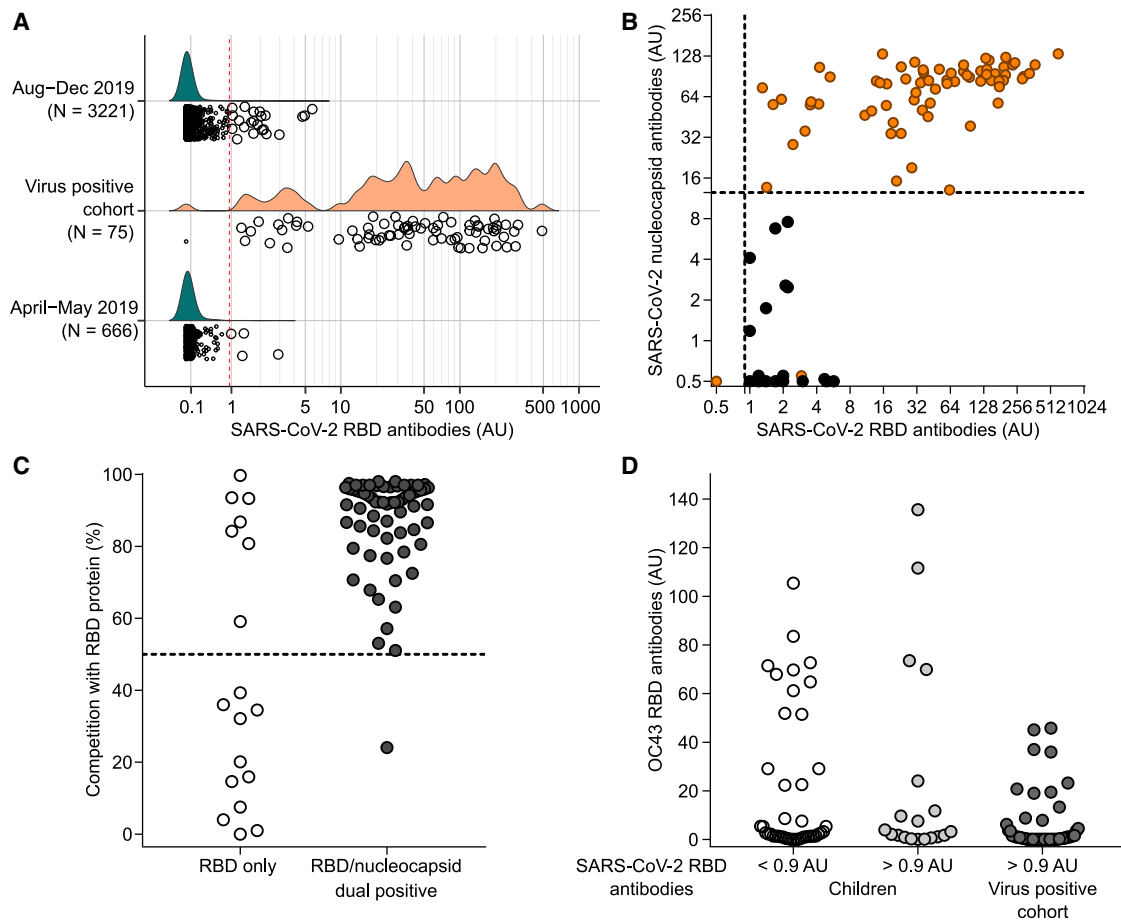 A
Aug−Dec 2019
(N = 3221)
Virus positive
cohort
(N = 75)
April−May 2019
(N = 666)
0.1 1 5 10 50 100 500 1000
SARS-CoV-2 RBD antibodies (AU)
B
SARS-CoV-2 nucleocapsid antibodies (AU)
256
128
64
32
16
8
4
2
1
0.5
0.5 1 2 4 8 16 32 64 128 256 512 1024
SARS-CoV-2 RBD antibodies (AU)
C
Competition with RBD protein (%)
100
80
60
40
20
0
RBD only
RBD/nucleocapsid
dual positive
D
OC43 RBD antibodies (AU)
140
120
100
80
60
40
20
0
SARS-CoV-2 RBD
antibodies
< 0.9 AU > 0.9 AU > 0.9 AU
Children
Virus positive
cohort